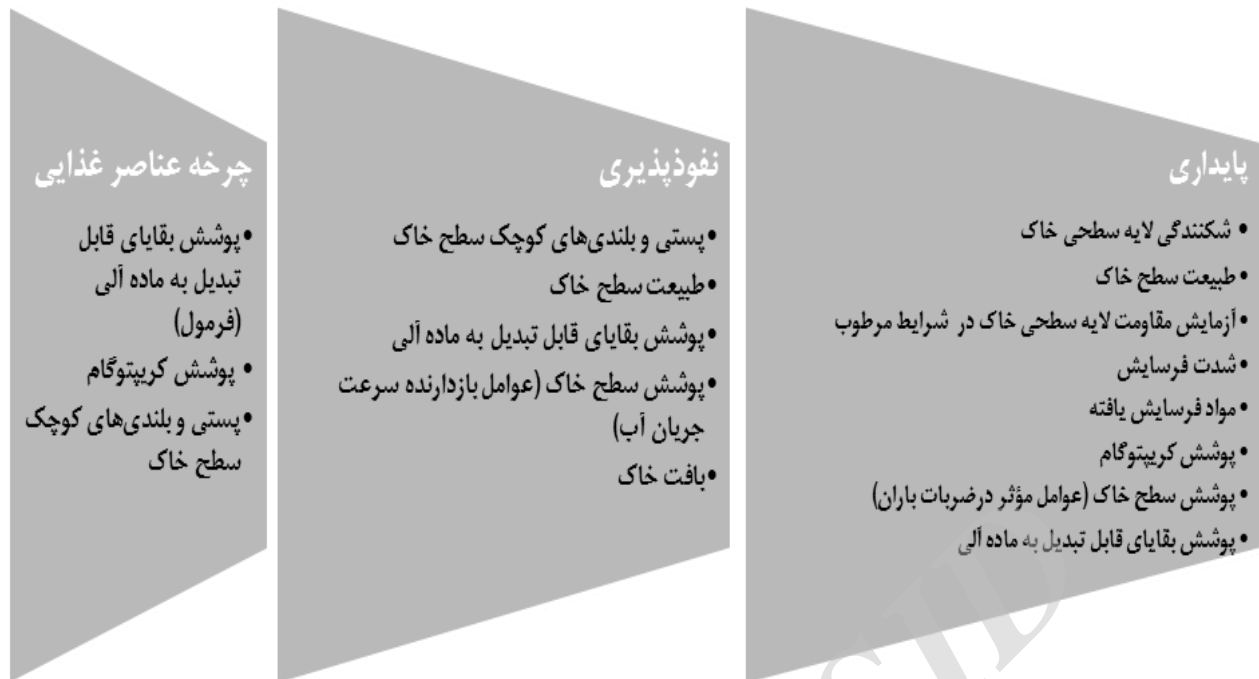 پایداری
• شکنندگی لایه سطحی خاک
• طبیعت سطح خاک
• آزمایش مقاومت لایه سطحی خاک در شرایط مرطوب
• شدت فرسایش
• مواد فرسایش یافته
• پوشش کریپتوگام
• پوشش سطح خاک (عوامل مؤثر درضربات باران)
• پوشش بقایای قابل تبدیل به ماده آلی
نفوذپذیری
• پستی و بلندی‌های کوچک سطح خاک
• طبیعت سطح خاک
• پوشش بقایای قابل تبدیل به ماده آلی
• پوشش سطح خاک (عوامل بازدارنده سرعت
جریان آب)
• بافت خاک
چرخه عناصر غذایی
• پوشش بقایای قابل
تبدیل به ماده آلی
(فرمول)
• پوشش کریپتوگام
• پستی و بلندی‌های کوچک
سطح خاک
SID